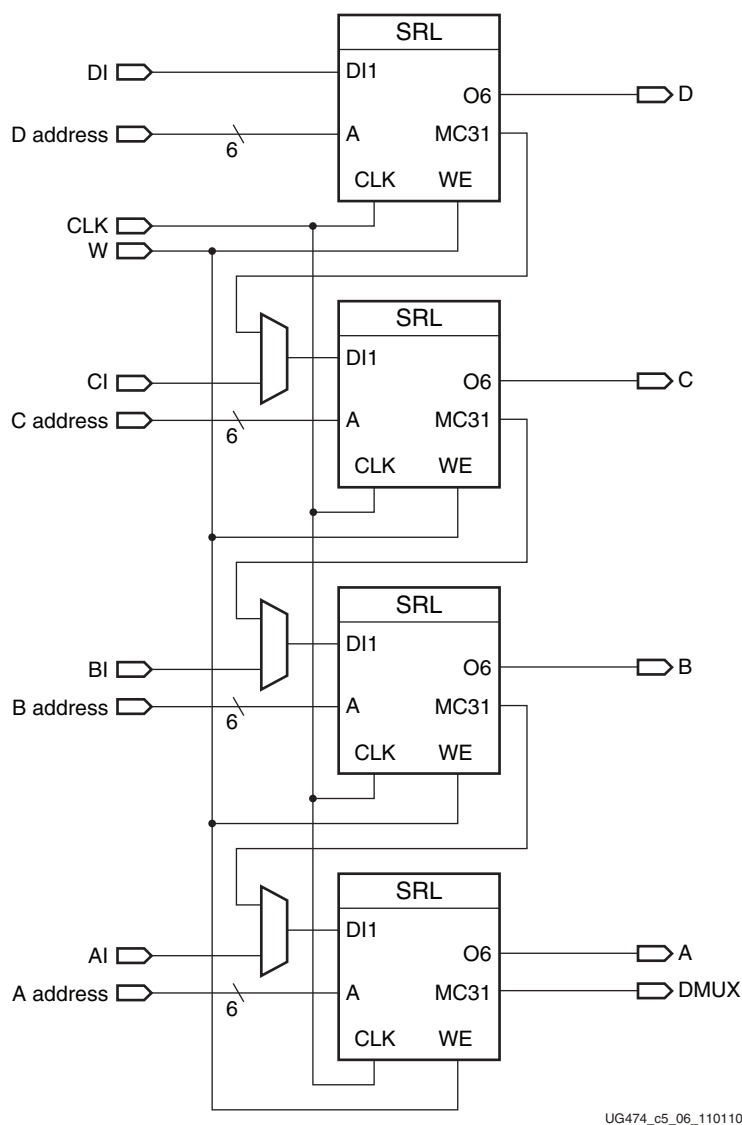 SRL
DI
DI1
O6
D
D address
6
A
MC31
CLK
WE
CLK
W
SRL
DI1
CI
O6
C
C address
6
A
MC31
CLK
WE
SRL
DI1
BI
O6
B
B address
6
A
MC31
CLK
WE
SRL
DI1
AI
O6
A
A address
6
A
MC31
DMUX
CLK
WE
UG474_c5_06_110110